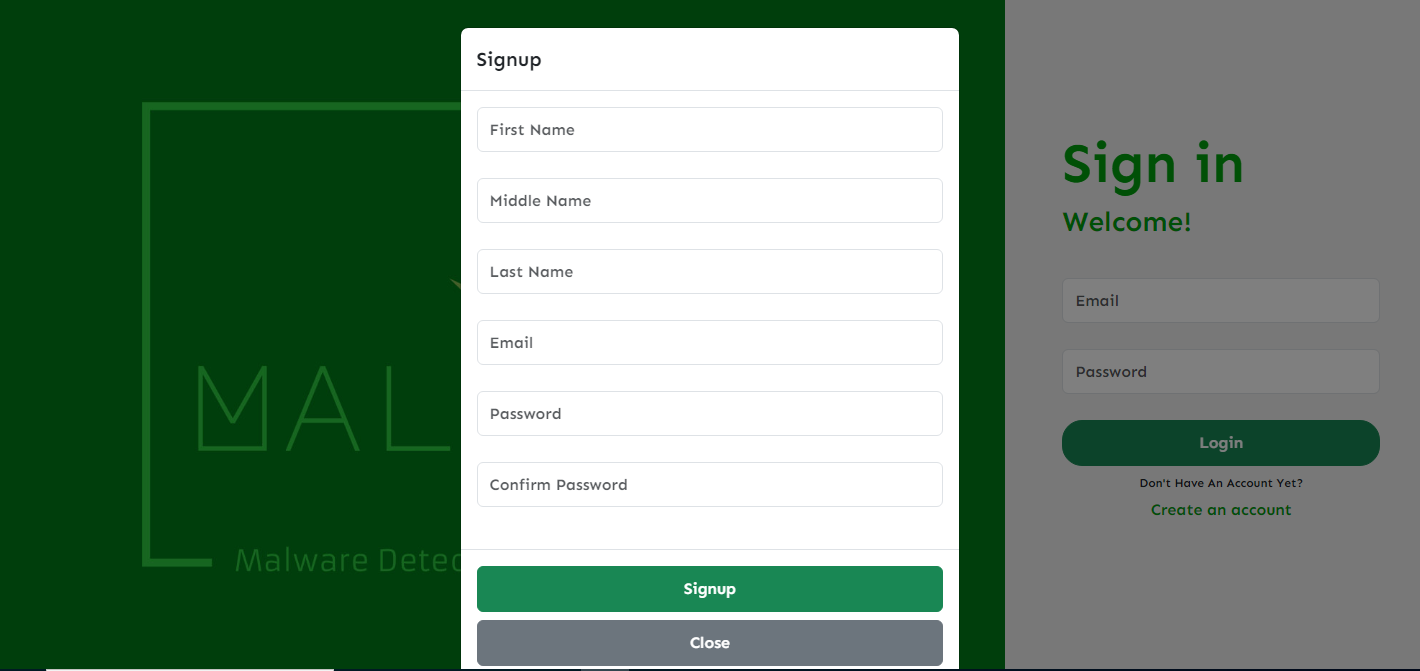 MAL
Malware Detec
Signup
First Name
Middle Name
Last Name
Email
Password
Confirm Password
Signup
Close
Sign in
Welcome!
Email
Password
Login
Don't Have An Account Yet?
Create an account